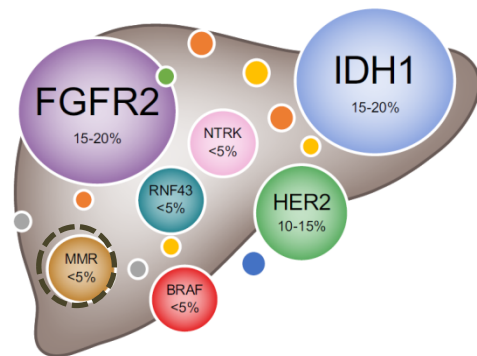 FGFR2
15-20%
IDH1
15-20%
NTRK
<5%
RNF43
<5%
HER2
10-15%
MMR
<5%
BRAF
<5%